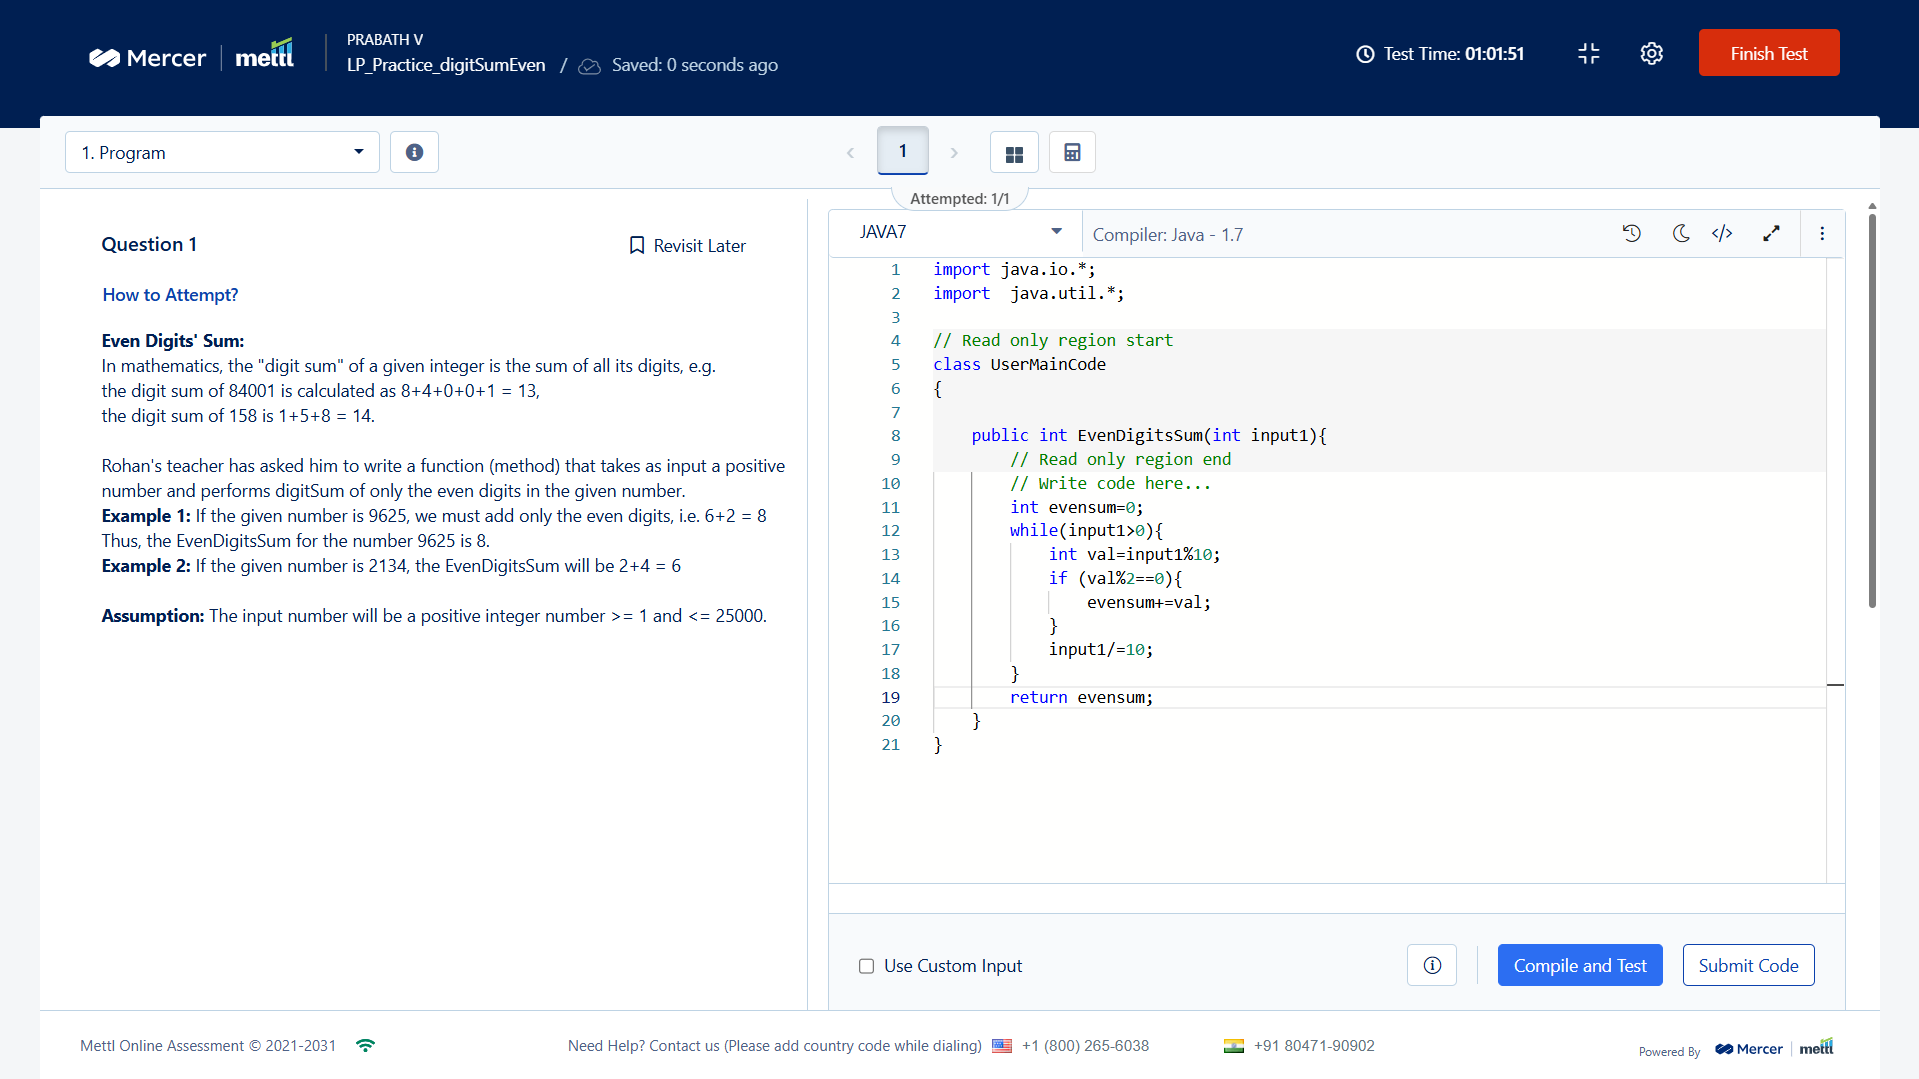 Mercer mettl
PRABATH V
LP_Practice_digitSumEven / Saved: 0 seconds ago
Test Time: 01:01:51
Finish Test
1. Program
1
Attempted: 1/1
Question 1
Revisit Later
How to Attempt?
Even Digits' Sum:
In mathematics, the "digit sum" of a given integer is the sum of all its digits, e.g.
the digit sum of 84001 is calculated as 8+4+0+0+1 = 13,
the digit sum of 158 is 1+5+8 = 14.
Rohan's teacher has asked him to write a function (method) that takes as input a positive
number and performs digitSum of only the even digits in the given number.
Example 1: If the given number is 9625, we must add only the even digits, i.e. 6+2 = 8
Thus, the EvenDigitsSum for the number 9625 is 8.
Example 2: If the given number is 2134, the EvenDigitsSum will be 2+4 = 6
Assumption: The input number will be a positive integer number >= 1 and <= 25000.
JAVA7
Compiler: Java - 1.7
1 import java.io.*;
2 import  java.util.*;
3
4 // Read only region start
5 class UserMainCode
6 {
7
8     public int EvenDigitsSum(int input1){
9         // Read only region end
10         // Write code here...
11         int evensum=0;
12         while(input1>0){
13             int val=input1%10;
14             if (val%2==0){
15                 evensum+=val;
16             }
17             input1/=10;
18         }
19         return evensum;
20     }
21 }
Use Custom Input
Compile and Test
Submit Code
Mettl Online Assessment © 2021-2031
Need Help? Contact us (Please add country code while dialing) +1 (800) 265-6038
+91 80471-90902
Powered By Mercer mettl